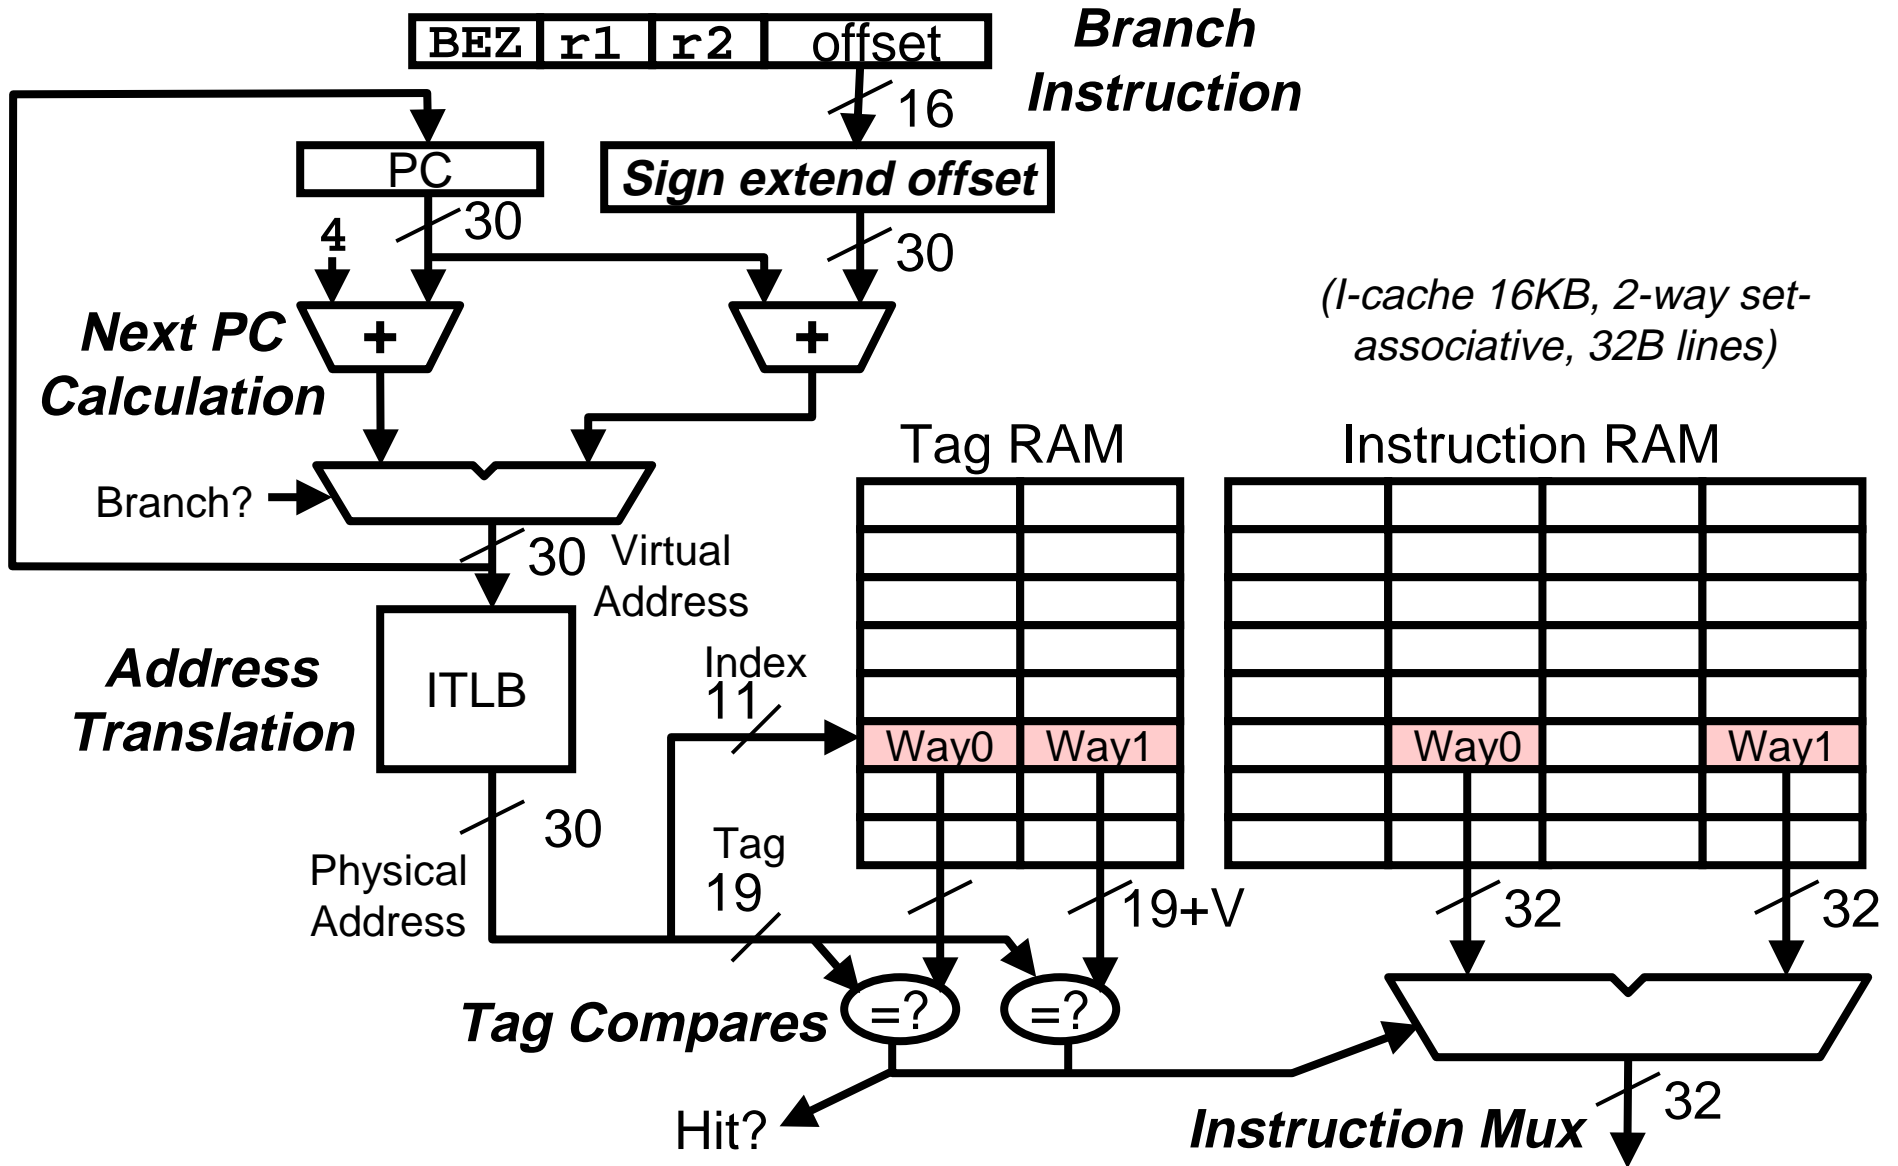 BEZ r1 r2 offset
Branch
Instruction
16
PC
Sign extend offset
30
30
4
+
+
Next PC
Calculation
(I-cache 16KB, 2-way set-
associative, 32B lines)
Branch?
30
Virtual
Address
Tag RAM
Instruction RAM
ITLB
Address
Translation
Index
11
Way0
Way1
Way0
Way1
30
Physical
Address
Tag
19
19+V
32
32
=?
=?
Tag Compares
Hit?
32
Instruction Mux